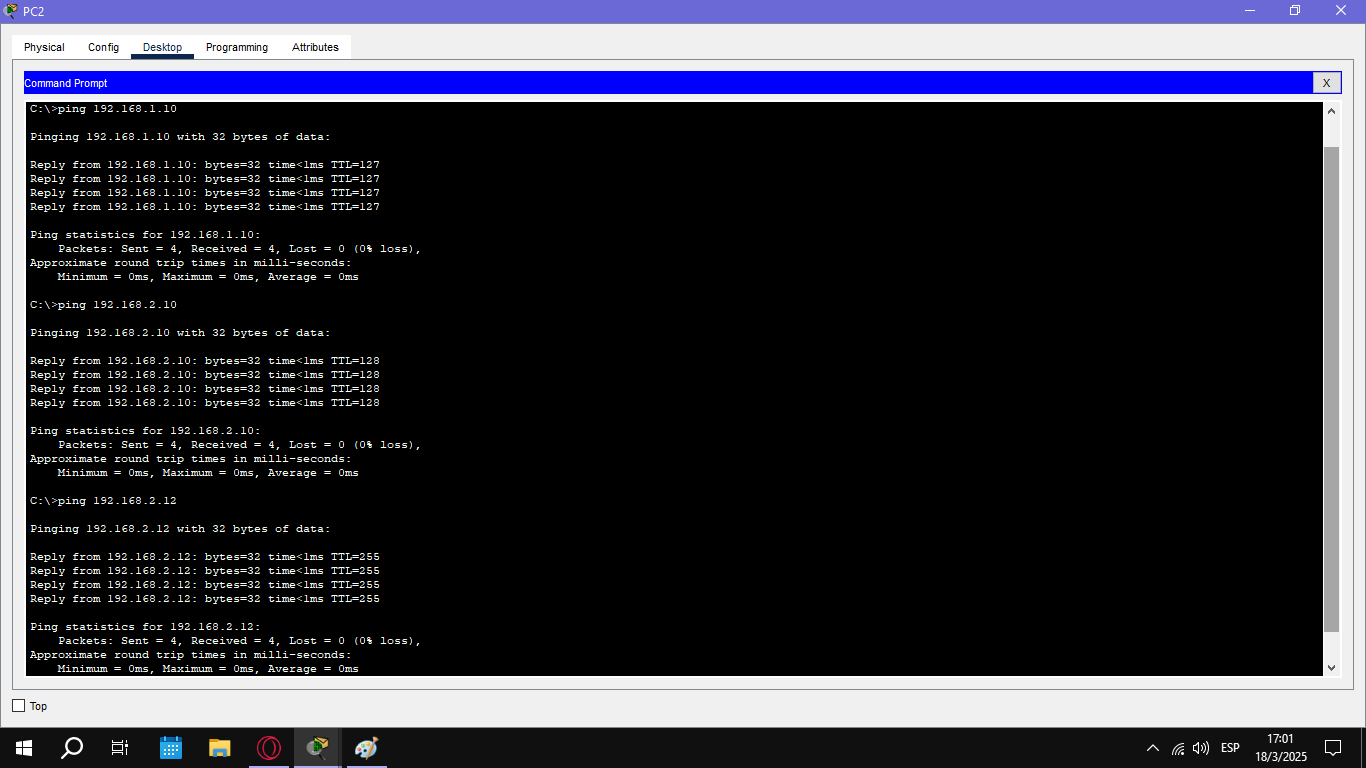 PC2
Physical Config Desktop Programming Attributes
Command Prompt
X
C:\>ping 192.168.1.10
Pinging 192.168.1.10 with 32 bytes of data:
Reply from 192.168.1.10: bytes=32 time<1ms TTL=127
Reply from 192.168.1.10: bytes=32 time<1ms TTL=127
Reply from 192.168.1.10: bytes=32 time<1ms TTL=127
Reply from 192.168.1.10: bytes=32 time<1ms TTL=127
Ping statistics for 192.168.1.10:
    Packets: Sent = 4, Received = 4, Lost = 0 (0% loss),
Approximate round trip times in milli-seconds:
    Minimum = 0ms, Maximum = 0ms, Average = 0ms
C:\>ping 192.168.2.10
Pinging 192.168.2.10 with 32 bytes of data:
Reply from 192.168.2.10: bytes=32 time<1ms TTL=128
Reply from 192.168.2.10: bytes=32 time<1ms TTL=128
Reply from 192.168.2.10: bytes=32 time<1ms TTL=128
Reply from 192.168.2.10: bytes=32 time<1ms TTL=128
Ping statistics for 192.168.2.10:
    Packets: Sent = 4, Received = 4, Lost = 0 (0% loss),
Approximate round trip times in milli-seconds:
    Minimum = 0ms, Maximum = 0ms, Average = 0ms
C:\>ping 192.168.2.12
Pinging 192.168.2.12 with 32 bytes of data:
Reply from 192.168.2.12: bytes=32 time<1ms TTL=255
Reply from 192.168.2.12: bytes=32 time<1ms TTL=255
Reply from 192.168.2.12: bytes=32 time<1ms TTL=255
Reply from 192.168.2.12: bytes=32 time<1ms TTL=255
Ping statistics for 192.168.2.12:
    Packets: Sent = 4, Received = 4, Lost = 0 (0% loss),
Approximate round trip times in milli-seconds:
    Minimum = 0ms, Maximum = 0ms, Average = 0ms
Top
ESP
17:01
18/3/2025